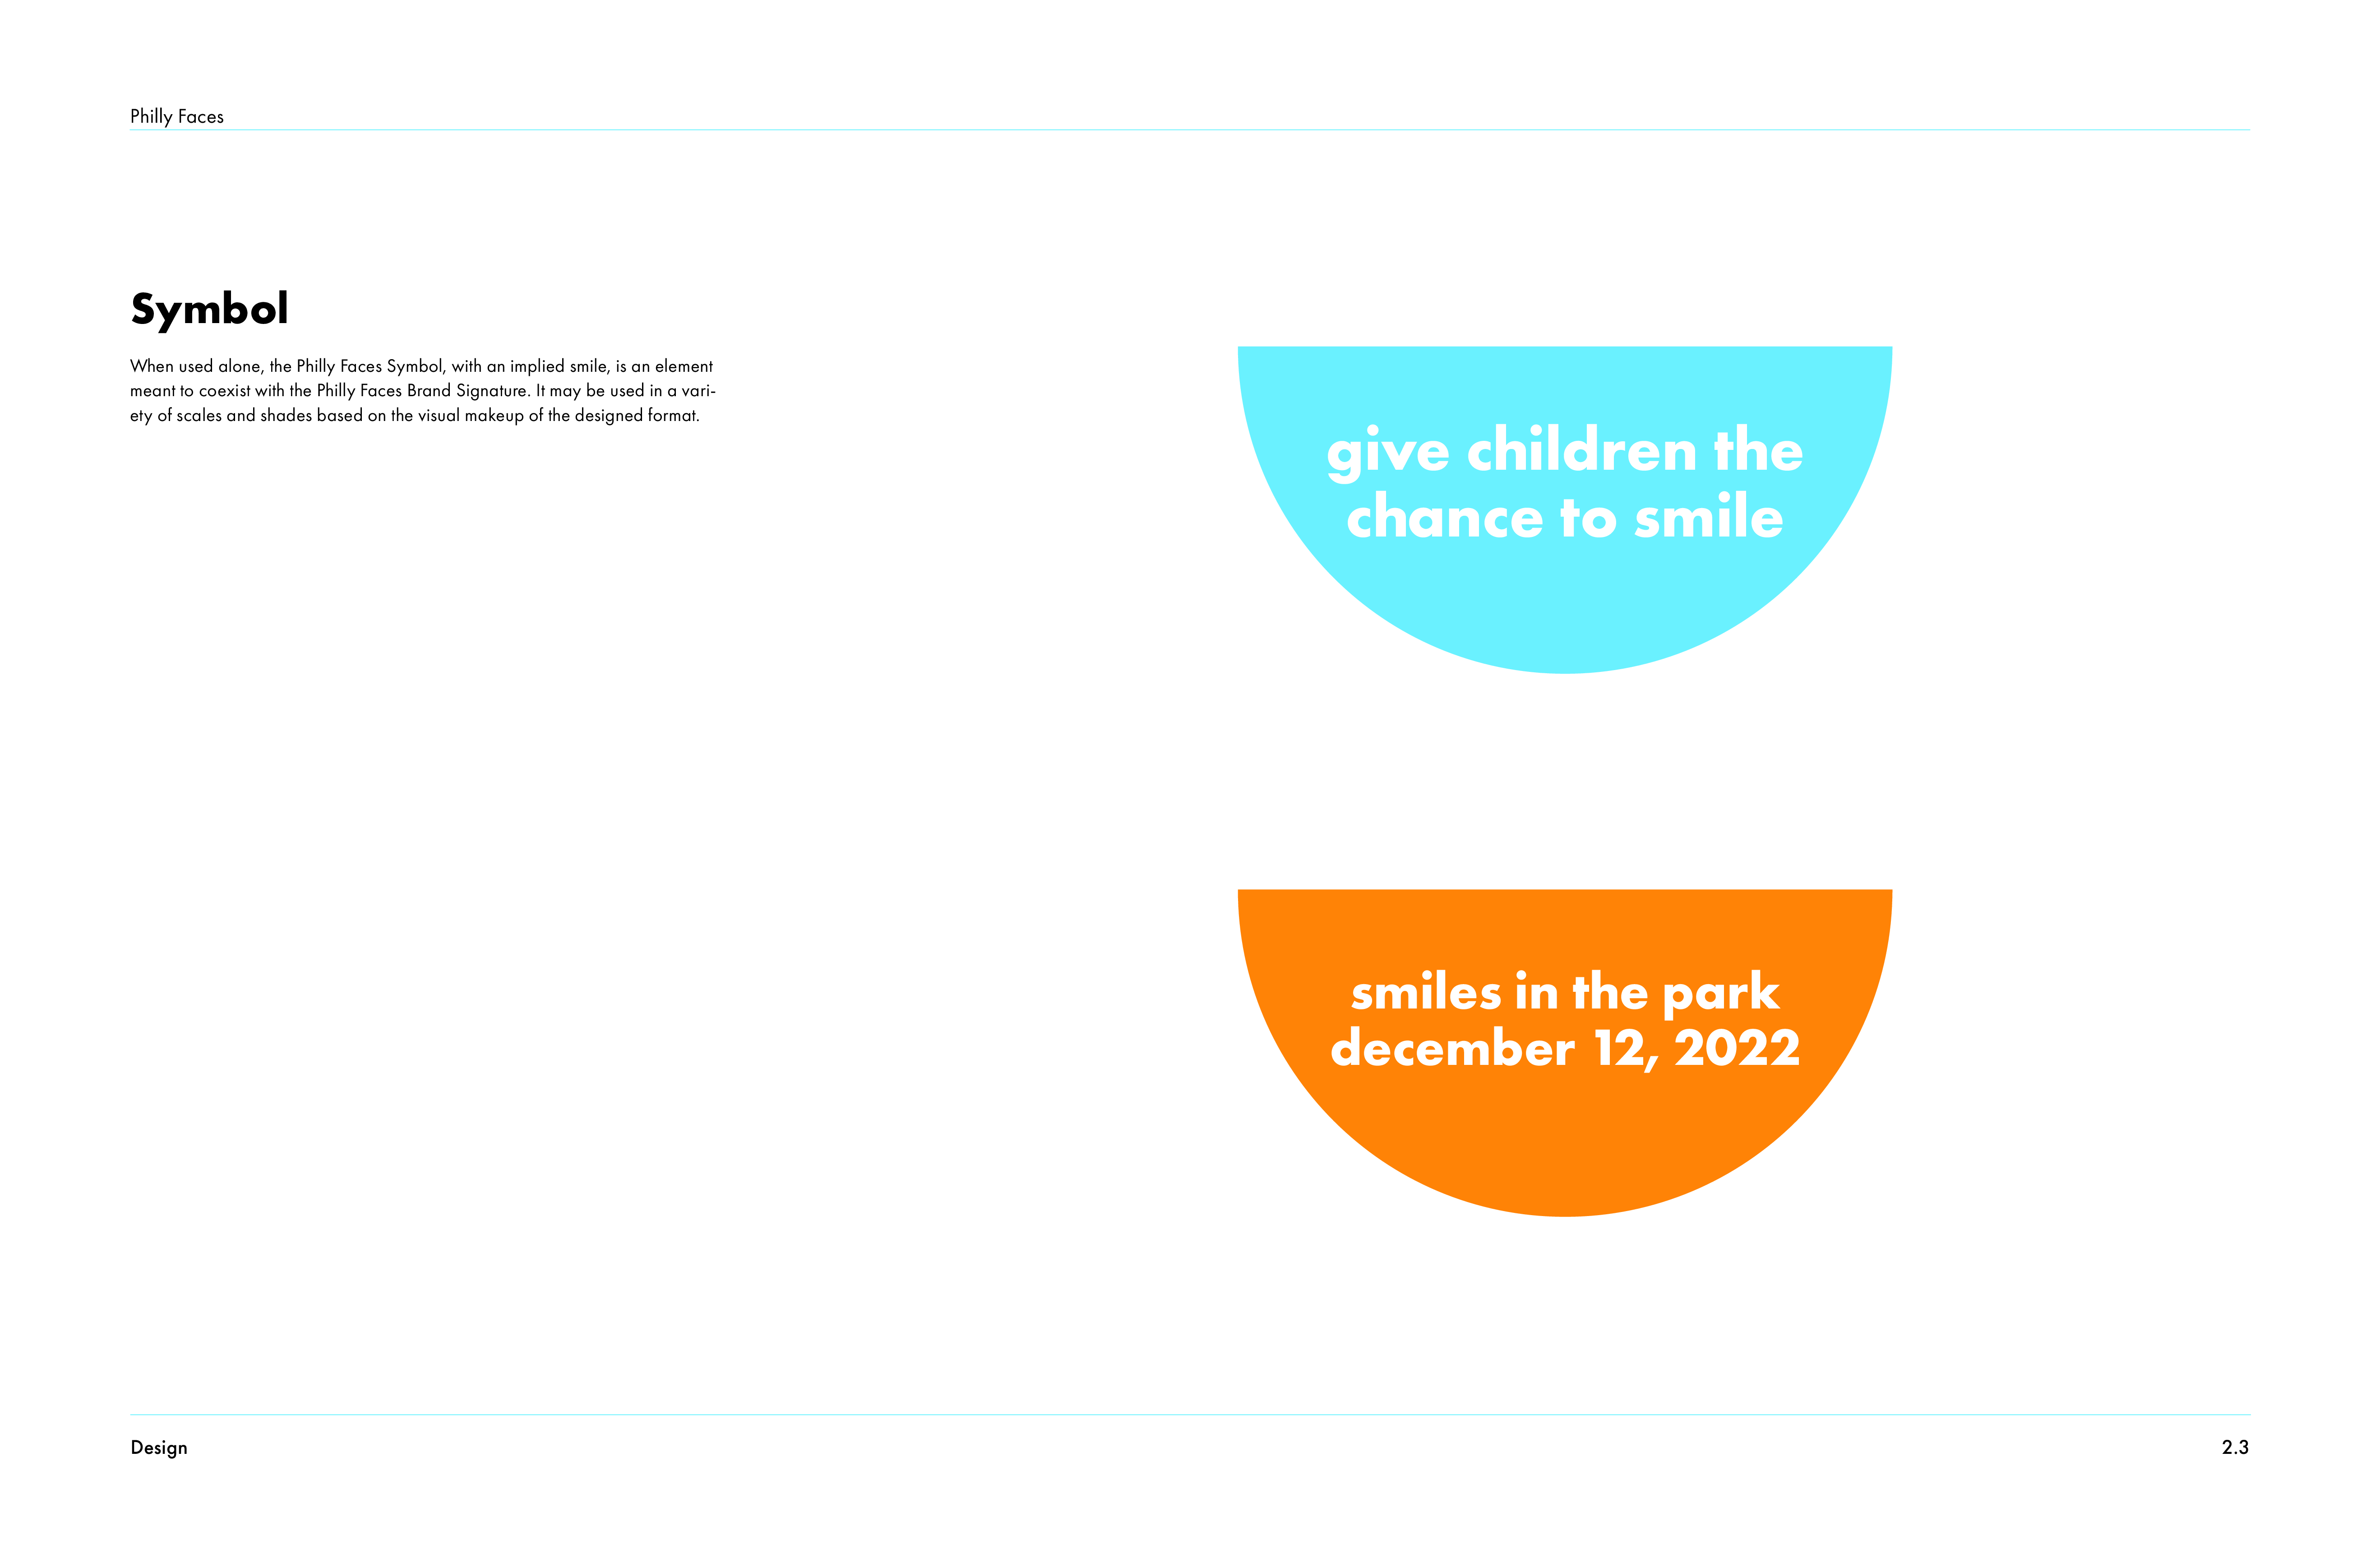 Philly Faces
Symbol
When used alone, the Philly Faces Symbol, with an implied smile, is an element
meant to coexist with the Philly Faces Brand Signature. It may be used in a vari-
ety of scales and shades based on the visual makeup of the designed format.
give children the
chance to smile
smiles in the park
december 12, 2022
Design
2.3